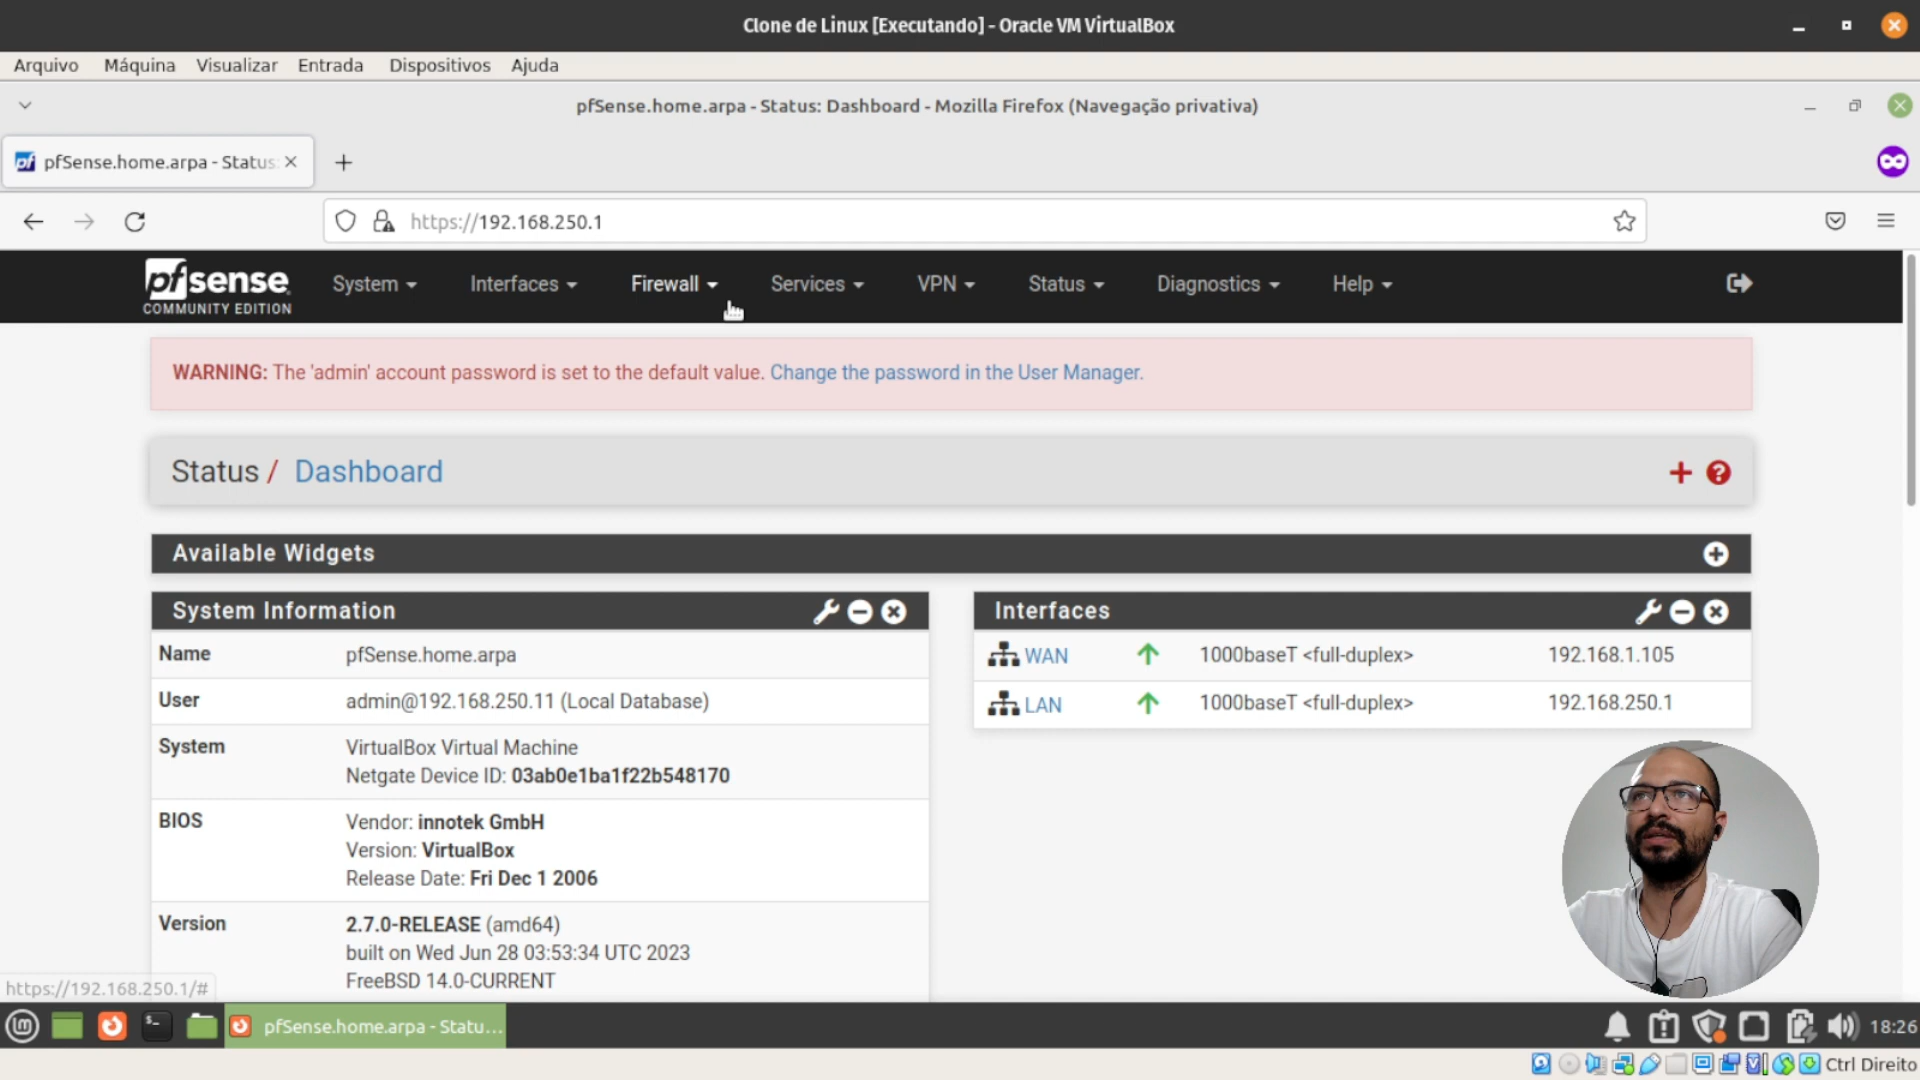 Clone de Linux [Executando] - Oracle VM VirtualBox
Arquivo Máquina Visualizar Entrada Dispositivos Ajuda
pfSense.home.arpa - Status: Dashboard - Mozilla Firefox (Navegação privativa)
pfSense.home.arpa - Status:
https://192.168.250.1
pfsense
COMMUNITY EDITION
System Interfaces Firewall Services VPN Status Diagnostics Help
WARNING: The 'admin' account password is set to the default value. Change the password in the User Manager.
Status / Dashboard
Available Widgets
System Information
Name pfSense.home.arpa
User admin@192.168.250.11 (Local Database)
System VirtualBox Virtual Machine
Netgate Device ID: 03ab0e1ba1f22b548170
BIOS Vendor: innotek GmbH
Version: VirtualBox
Release Date: Fri Dec 1 2006
Version 2.7.0-RELEASE (amd64)
built on Wed Jun 28 03:53:34 UTC 2023
FreeBSD 14.0-CURRENT
Interfaces
WAN 1000baseT <full-duplex> 192.168.1.105
LAN 1000baseT <full-duplex> 192.168.250.1
https://192.168.250.1/#
pfSense.home.arpa - Statu...
18:26
Ctrl Direito